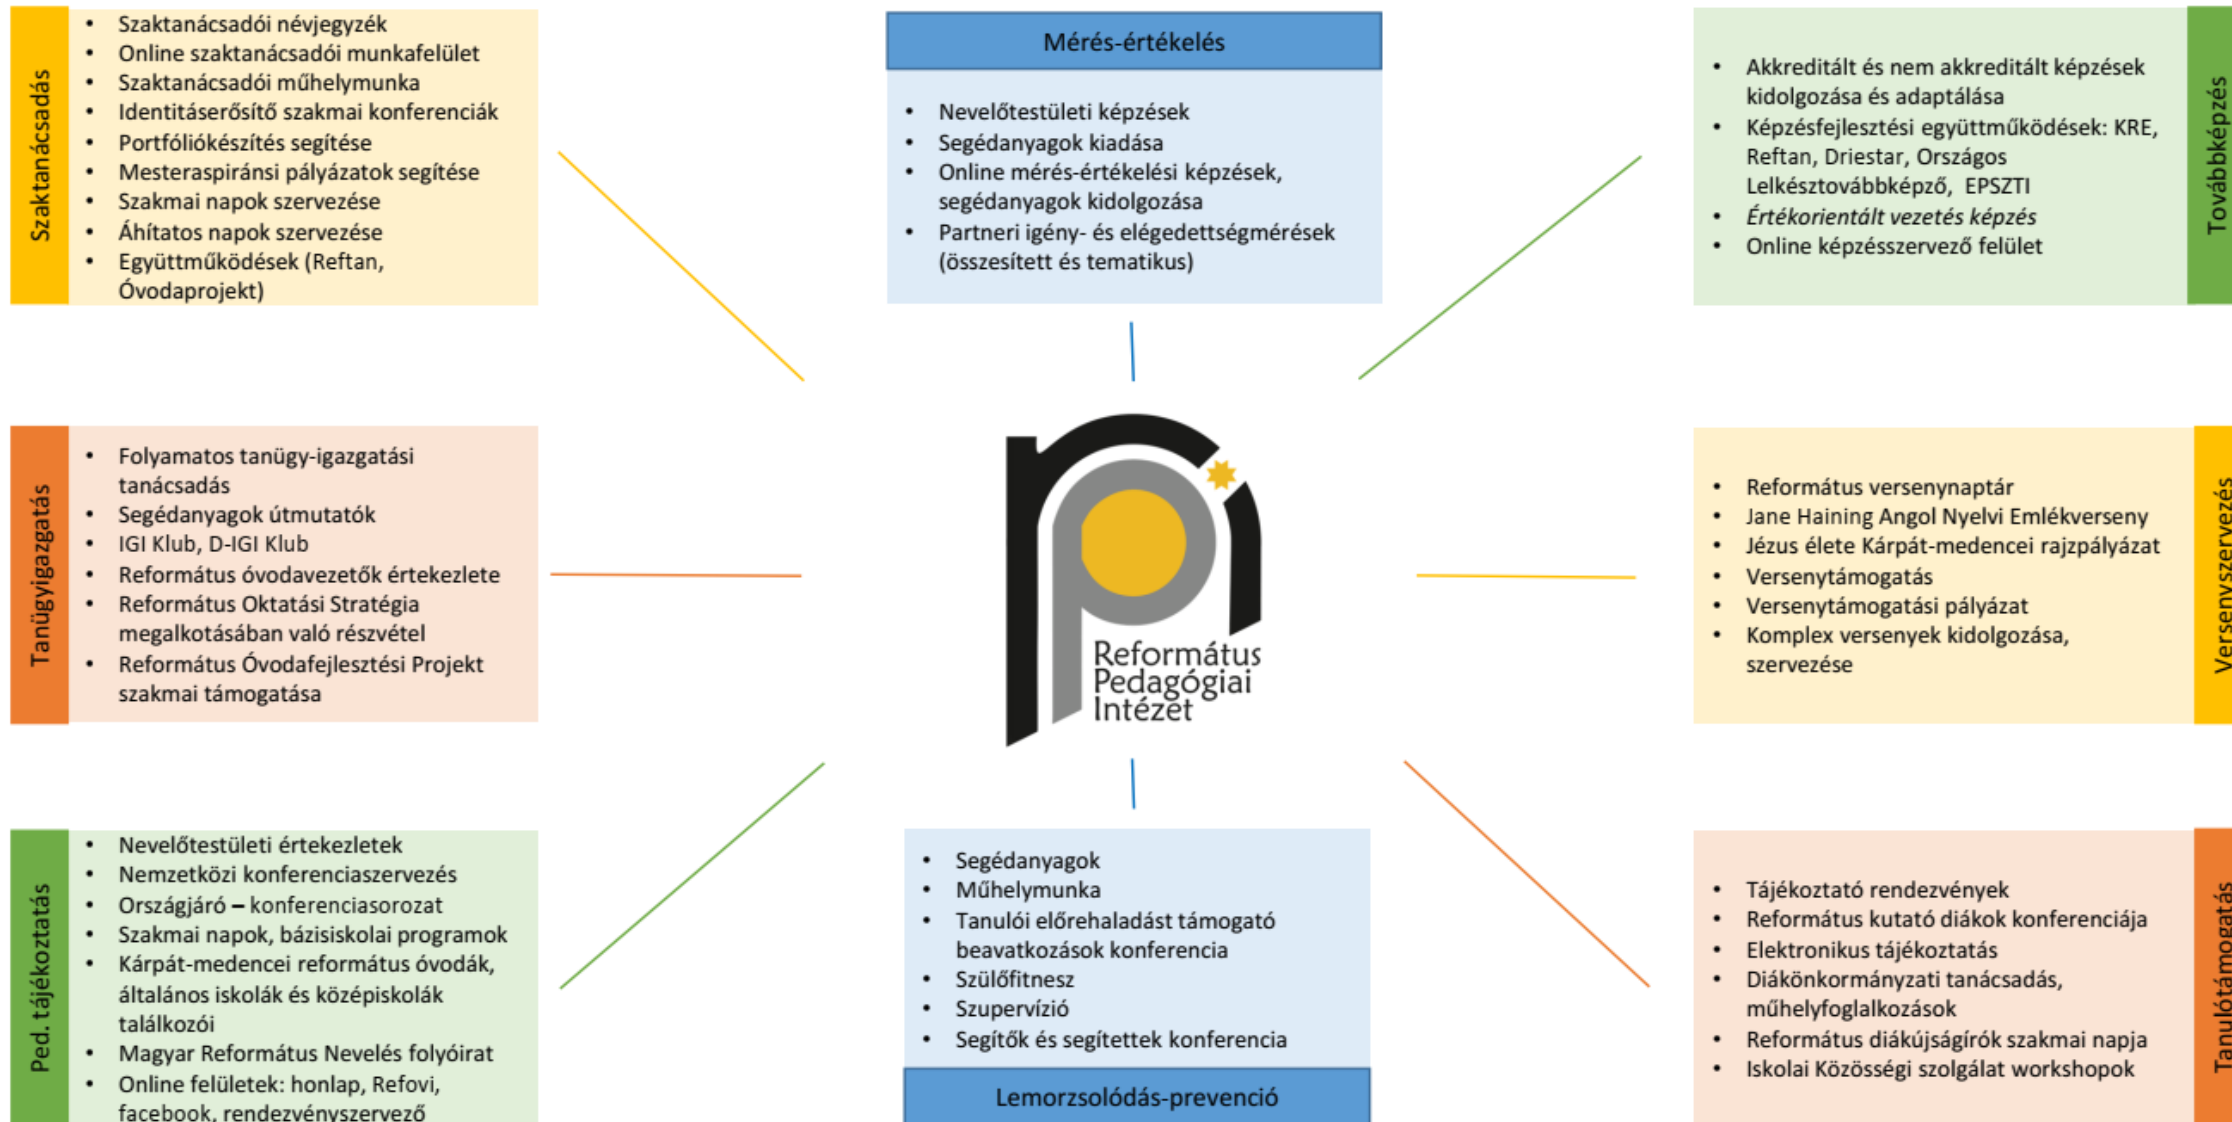 Szaktanácsadás
• Szaktanácsadói névjegyzék
• Online szaktanácsadói munkafelület
• Szaktanácsadói műhelymunka
• Identitáserősítő szakmai konferenciák
• Portfóliókészítés segítése
• Mesteraspiránsi pályázatok segítése
• Szakmai napok szervezése
• Áhítatos napok szervezése
• Együttműködések (Reftan,
Óvodaprojekt)
Mérés-értékelés
• Nevelőtestületi képzések
• Segédanyagok kiadása
• Online mérés-értékelési képzések,
segédanyagok kidolgozása
• Partneri igény- és elégedettségmérések
(összesített és tematikus)
• Akkreditált és nem akkreditált képzések
kidolgozása és adaptálása
• Képzésfejlesztési együttműködések: KRE,
Reftan, Driestar, Országos
Lelkésztovábbképző, EPSZTI
• Értékorientált vezetés képzés
• Online képzésszervező felület
Továbbképzés
Tanügyigazgatás
• Folyamatos tanügy-igazgatási
tanácsadás
• Segédanyagok útmutatók
• IGI Klub, D-IGI Klub
• Református óvodavezetők értekezlete
• Református Oktatási Stratégia
megalkotásában való részvétel
• Református Óvodafejlesztési Projekt
szakmai támogatása
Református
Pedagógiai
Intézet
• Református versenynaptár
• Jane Haining Angol Nyelvi Emlékverseny
• Jézus élete Kárpát-medencei rajzpályázat
• Versenytámogatás
• Versenytámogatási pályázat
• Komplex versenyek kidolgozása,
szervezése
Versenyszervezés
Ped. tájékoztatás
• Nevelőtestületi értekezletek
• Nemzetközi konferenciaszervezés
• Országjáró – konferenciasorozat
• Szakmai napok, bázisiskolai programok
• Kárpát-medencei református óvodák,
általános iskolák és középiskolák
találkozói
• Magyar Református Nevelés folyóirat
• Online felületek: honlap, Refovi,
facebook, rendezvényszervező
• Segédanyagok
• Műhelymunka
• Tanulói előrehaladást támogató
beavatkozások konferencia
• Szülőfitnesz
• Szupervízió
• Segítők és segítettek konferencia
Lemorzsolódás-prevenció
• Tájékoztató rendezvények
• Református kutató diákok konferenciája
• Elektronikus tájékoztatás
• Diákönkormányzati tanácsadás,
műhelyfoglalkozások
• Református diákújságírók szakmai napja
• Iskolai Közösségi szolgálat workshopok
Tanulótámogatás